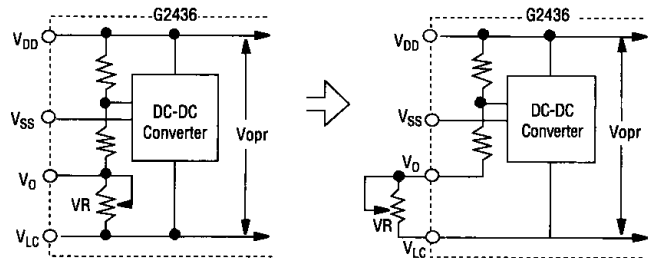 G2436
VDD
VSS
DC-DC
Converter
Vopr
VO
VR
VLC
G2436
VDD
VSS
DC-DC
Converter
Vopr
VO
VR
VLC